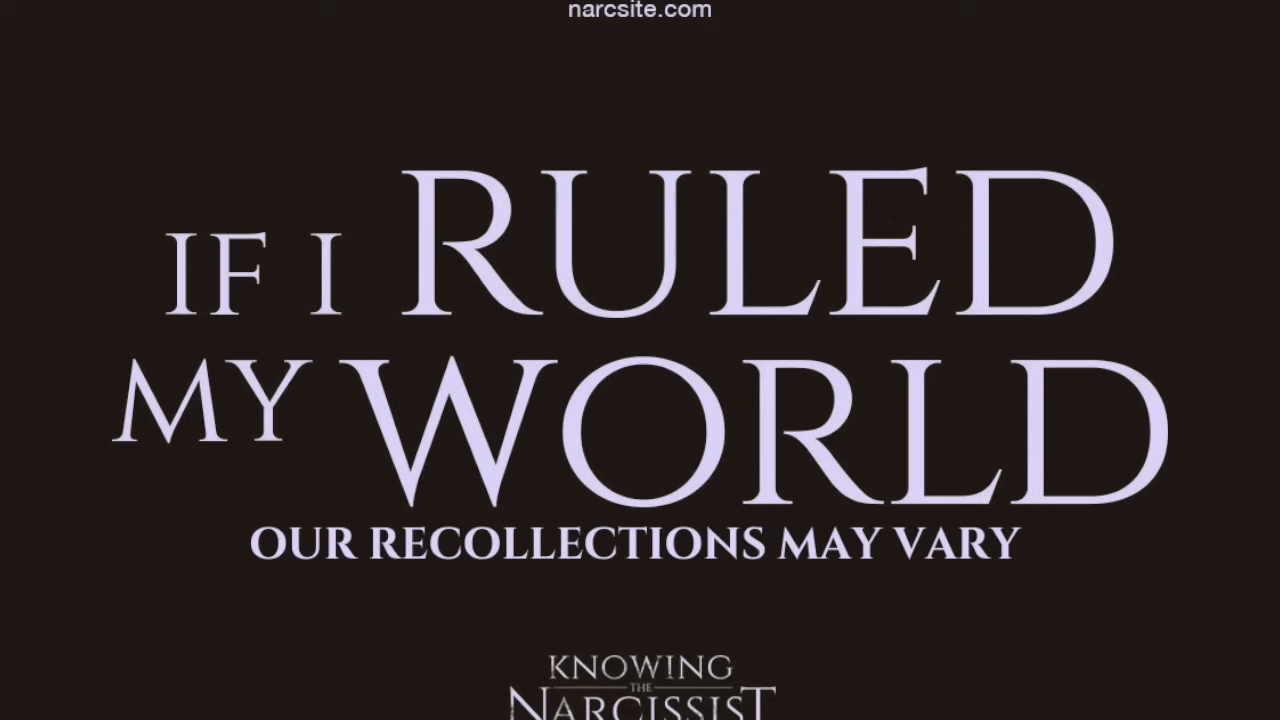 narcsite.com
IF I RULED
MY WORLD
OUR RECOLLECTIONS MAY VARY
KNOWING
THE
NARCISSIST